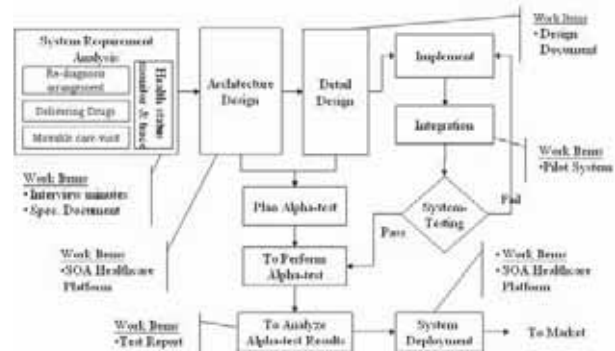 System Requirement
Analysis
Re-diagnose
arrangement
Delivering Drugs
Movable care-visit
Health status
monitor & trace
Architecture
Design
Detail
Design
Implement
Integration
Work Items
•Design
Document
Work Items
•Pilot System
Work Items
•Interview minutes
•Spec. Document
Plan Alpha-test
System-
Testing
Fail
Pass
Work Items
•SOA Healthcare
Platform
To Perform
Alpha-test
•Work Items
•SOA Healthcare
Platform
Work Items
•Test Report
To Analyze
Alpha-test Results
System
Deployment
To Market